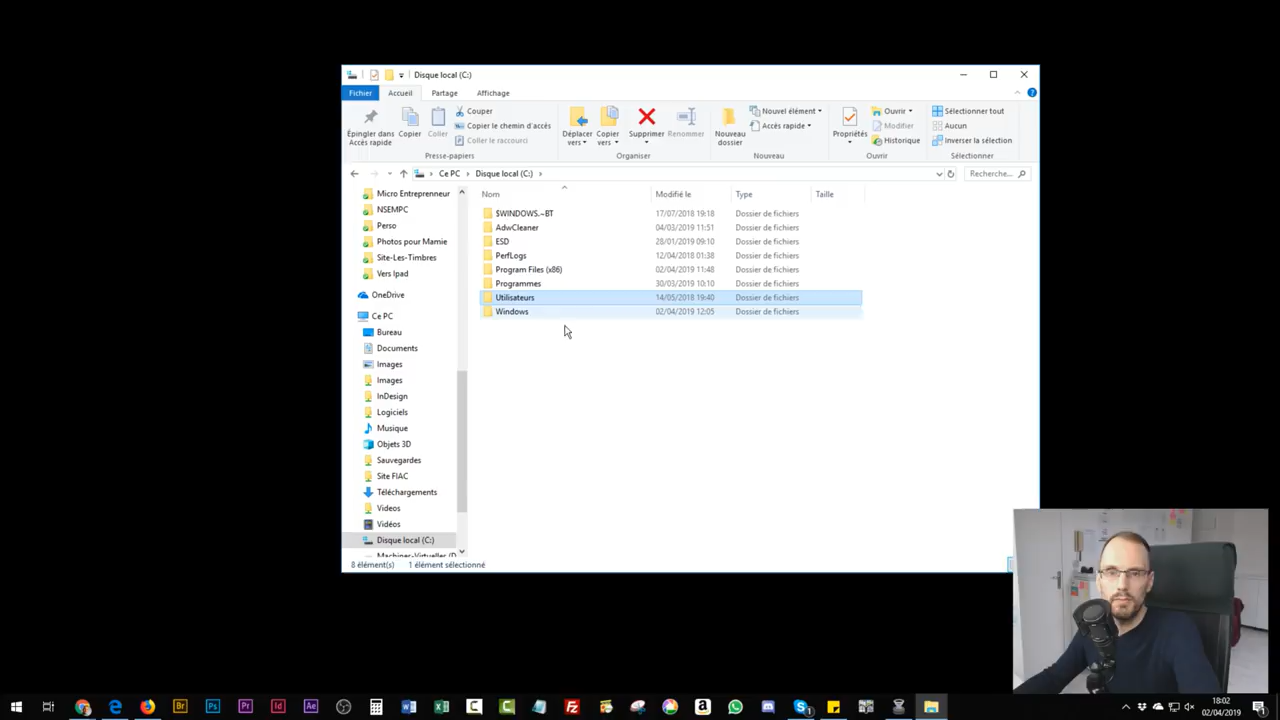 Disque local (C:)
Fichier Accueil Partage Affichage
Épingler dans Accès rapide
Copier
Coller
Couper
Copier le chemin d'accès
Coller le raccourci
Presse-papiers
Déplacer vers
Copier vers
Supprimer
Renommer
Organiser
Nouveau dossier
Nouvel élément
Accès rapide
Nouveau
Propriétés
Ouvrir
Modifier
Historique
Ouvrir
Sélectionner tout
Aucun
Inverser la sélection
Sélectionner
Ce PC > Disque local (C:) >
Recherche...
Micro Entrepreneur
NSEMPC
Perso
Photos pour Mamie
Site-Les-Timbres
Vers Ipad
OneDrive
Ce PC
Bureau
Documents
Images
Images
InDesign
Logiciels
Musique
Objets 3D
Sauvegardes
Site FIAC
Téléchargements
Videos
Vidéos
Disque local (C:)
Machines-Virtuelles (D
Nom Modifié le Type Taille
$WINDOWS.~BT 17/07/2018 19:18 Dossier de fichiers
AdwCleaner 04/03/2019 11:51 Dossier de fichiers
ESD 28/01/2019 09:10 Dossier de fichiers
PerfLogs 12/04/2018 01:38 Dossier de fichiers
Program Files (x86) 02/04/2019 11:48 Dossier de fichiers
Programmes 30/03/2019 10:10 Dossier de fichiers
Utilisateurs 14/05/2018 19:40 Dossier de fichiers
Windows 02/04/2019 12:05 Dossier de fichiers
8 élément(s) 1 élément sélectionné
Br Ps Pr Id Ae
18:02
02/04/2019